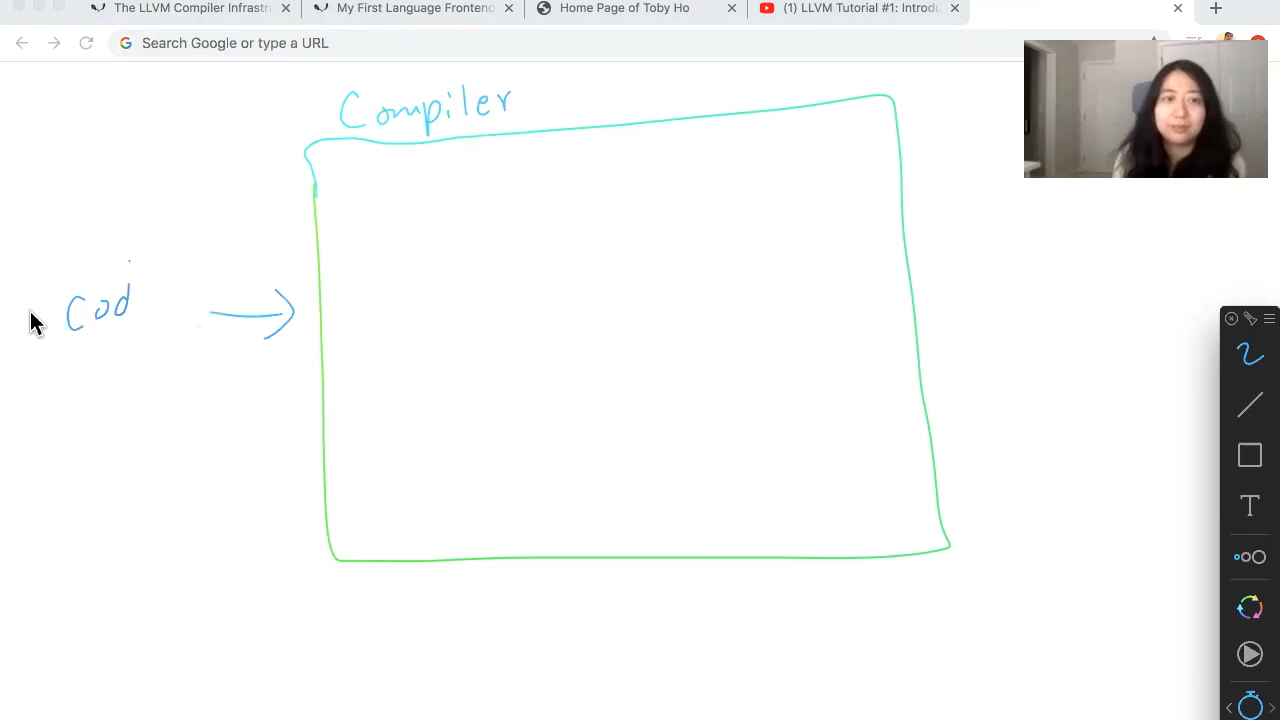 The LLVM Compiler Infrastr
My First Language Frontend
Home Page of Toby Ho
(1) LLVM Tutorial #1: Introdu
Search Google or type a URL
Compiler
Cod
T